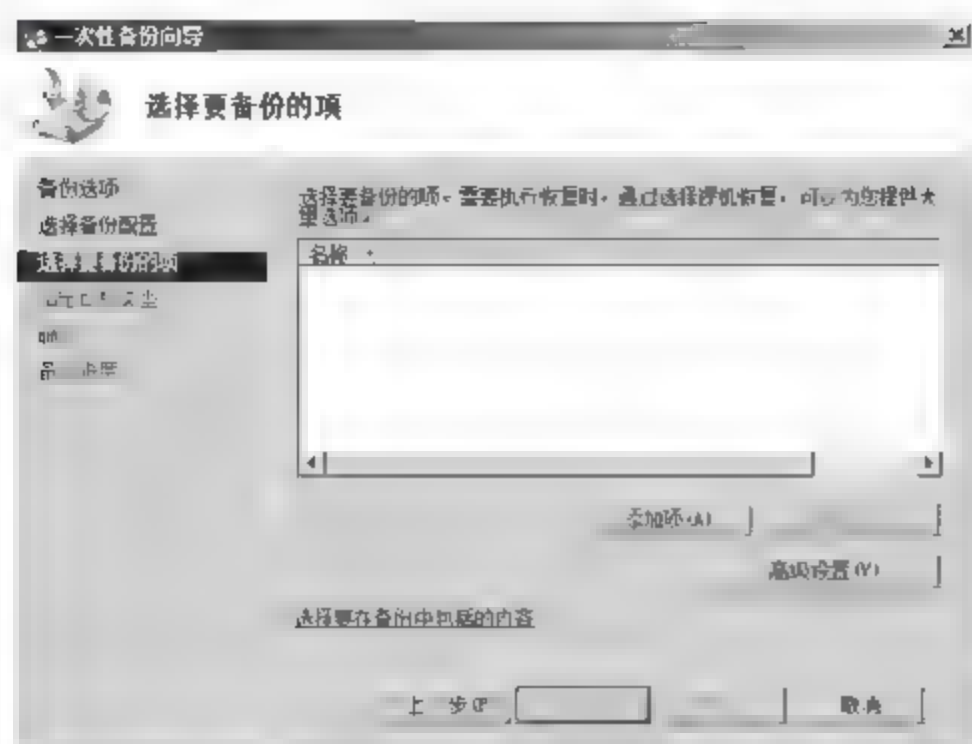 一次性备份向导
选择要备份的项
备份选项
选择备份配置
选择要备份的项
选择要备份的项。需要执行恢复时，通过选择裸机恢复，可以为您提供大
量选项。
名称
添加项(A)
高级设置(V)
选择要在备份中包括的内容
上一步(P)
取消